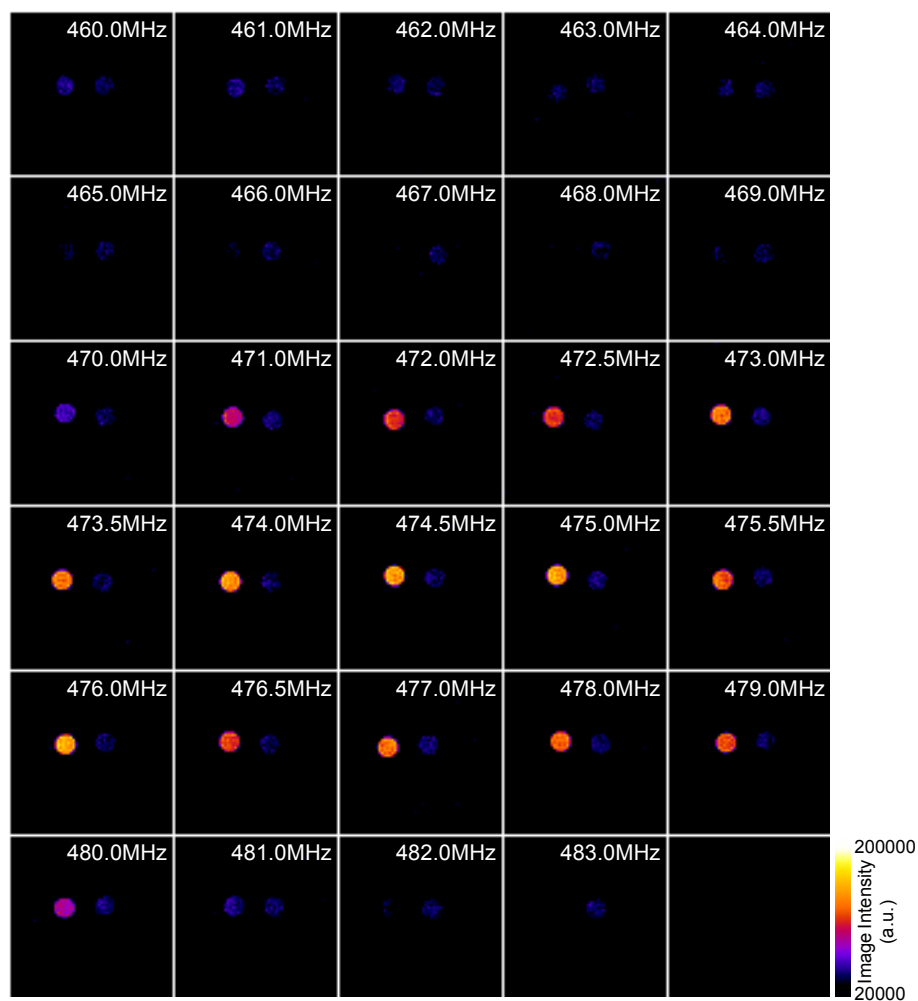 460.0MHz 461.0MHz 462.0MHz 463.0MHz 464.0MHz
465.0MHz 466.0MHz 467.0MHz 468.0MHz 469.0MHz
470.0MHz 471.0MHz 472.0MHz 472.5MHz 473.0MHz
473.5MHz 474.0MHz 474.5MHz 475.0MHz 475.5MHz
476.0MHz 476.5MHz 477.0MHz 478.0MHz 479.0MHz
480.0MHz 481.0MHz 482.0MHz 483.0MHz
200000
Image Intensity
(a.u.)
20000